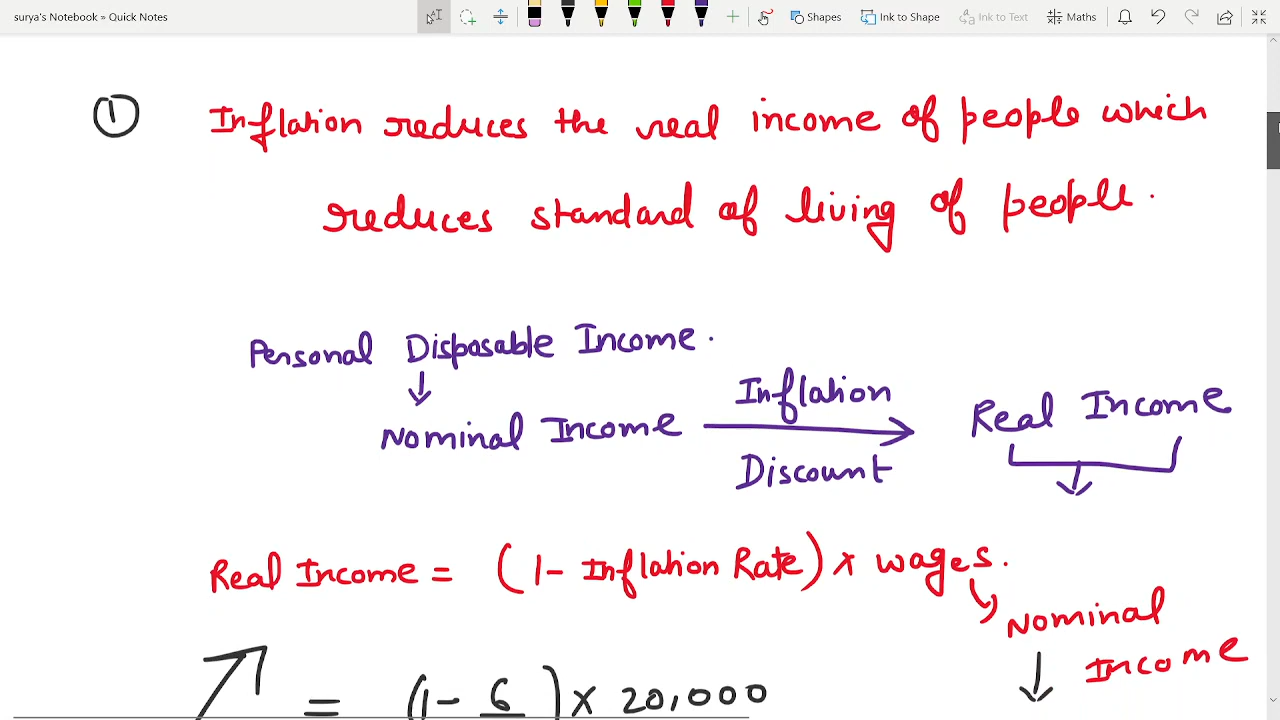 surya's Notebook » Quick Notes
Shapes Ink to Shape Ink to Text Maths
1 Inflation reduces the real income of people which
reduces standard of living of people.
Personal Disposable Income.
↓
Nominal Income → Real Income
Inflation
Discount
Real Income = (1- Inflation Rate) x wages.
Nominal
Income
= (1- 6 ) x 20,000